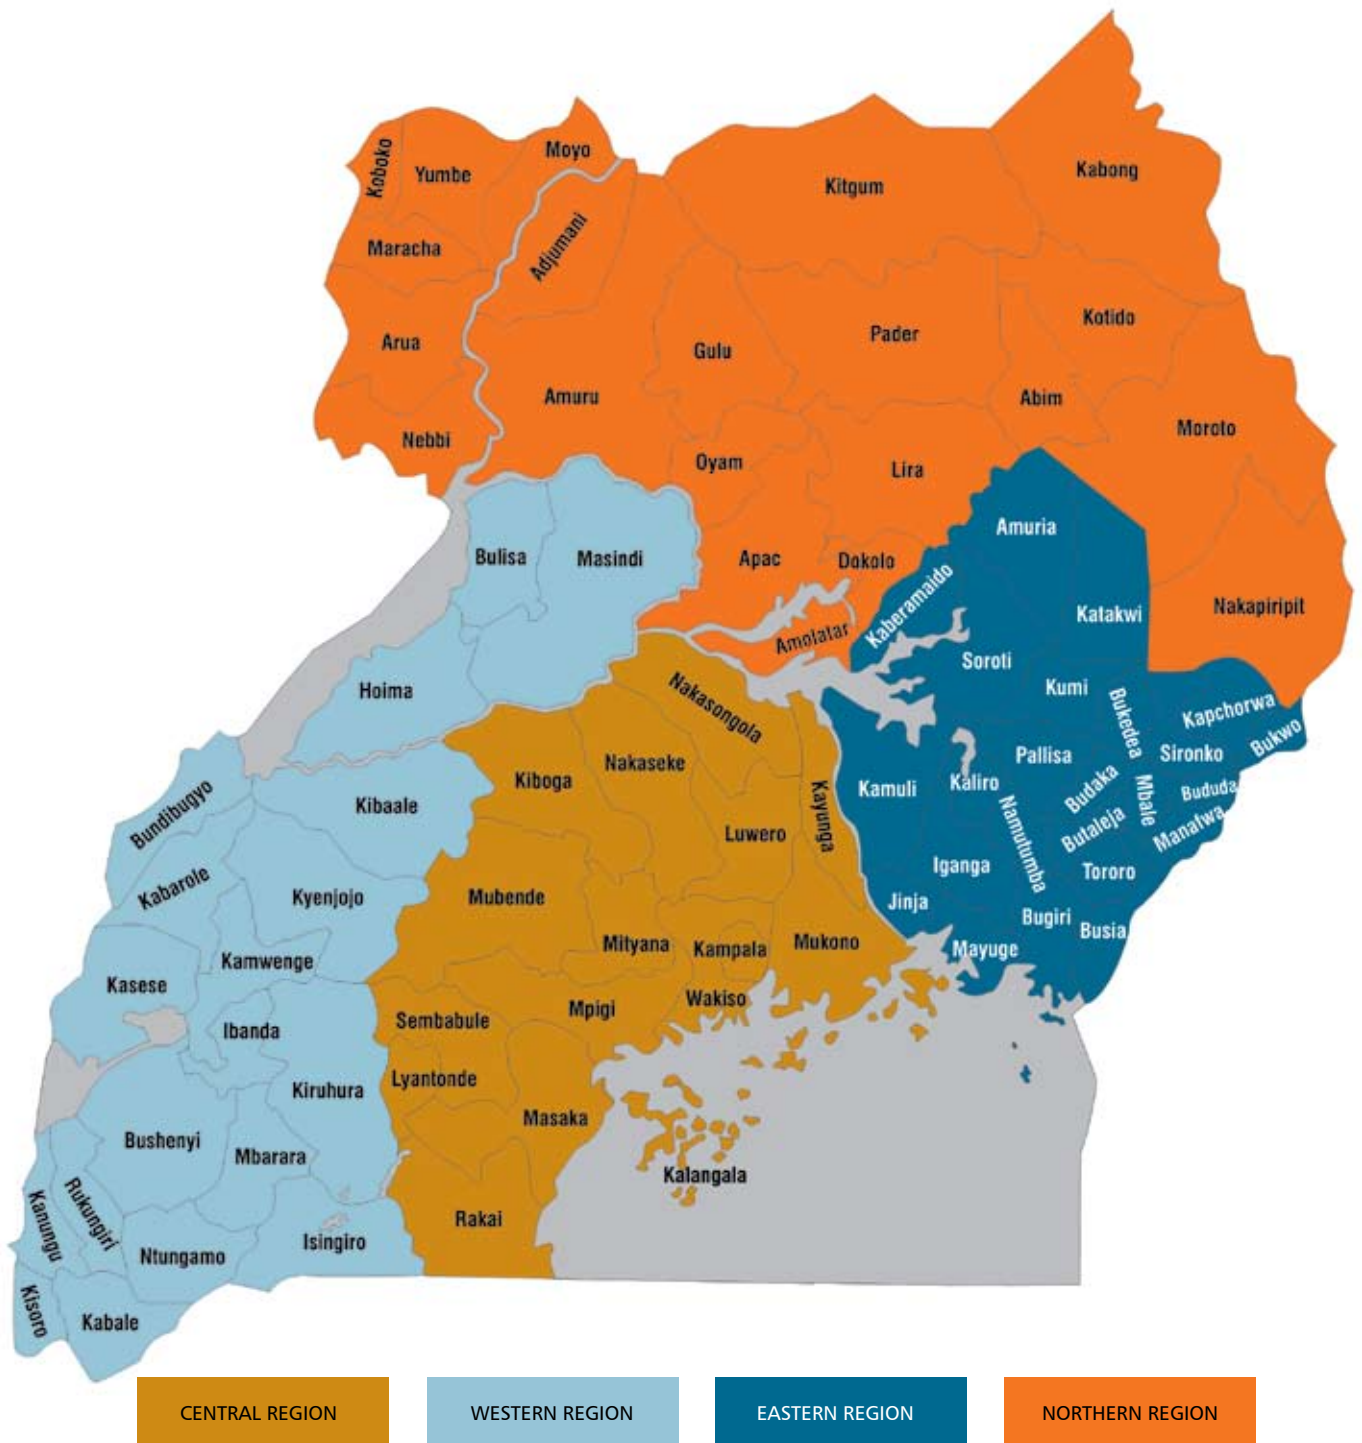 Koboko
Yumbe
Moyo
Kitgum
Kabong
Maracha
Adjumani
Arua
Gulu
Pader
Kotido
Amuru
Abim
Nebbi
Moroto
Oyam
Lira
Amuria
Bulisa
Masindi
Apac
Dokolo
Kaberamaido
Katakwi
Nakapiripit
Amolatar
Soroti
Hoima
Kumi
Nakasongola
Bukedea
Kapchorwa
Bukwo
Nakaseke
Pallisa
Sironko
Kiboga
Kamuli
Kaliro
Budaka
Mbale
Bududa
Bundibugyo
Kibaale
Kayunga
Luwero
Namutumba
Butaleja
Manafwa
Iganga
Tororo
Kabarole
Kyenjojo
Mubende
Jinja
Bugiri
Busia
Mityana
Kampala
Mukono
Mayuge
Kamwenge
Kasese
Wakiso
Mpigi
Sembabule
Ibanda
Lyantonde
Kiruhura
Masaka
Bushenyi
Mbarara
Kalangala
Kanungu
Rukungiri
Rakai
Isingiro
Ntungamo
Kisoro
Kabale
CENTRAL REGION
WESTERN REGION
EASTERN REGION
NORTHERN REGION